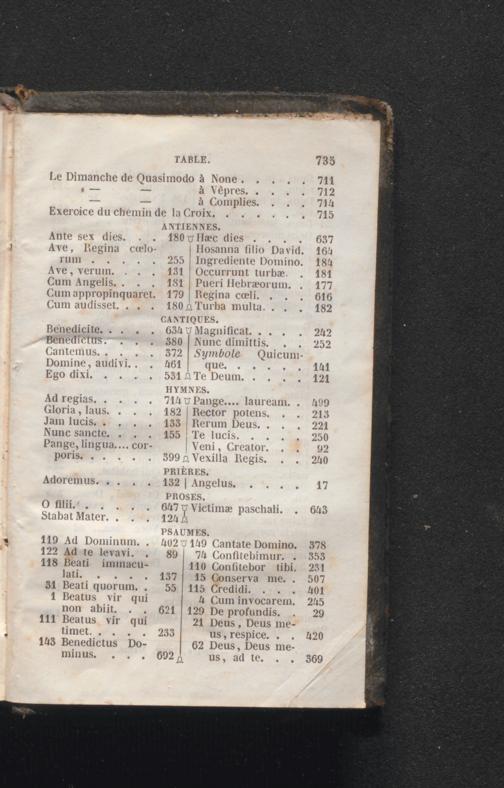 TABLE. 735
Le Dimanche de Quasimodo à None . . . . . 711
» — — à Vêpres. . . . . 712
— — à Complies. . . . 714
Exercice du chemin de la Croix. . . . . . . 715
ANTIENNES.
Ante sex dies. . . 180
Ave, Regina cœlo-
rum . . . . . 255
Ave, verum. . . . 131
Cum Angelis. . . . 181
Cum appropinquaret. 179
Cum audisset. . . . 180
Hæc dies . . . . 637
Hosanna filio David. 164
Ingrediente Domino. 184
Occurrunt turbæ. . 181
Pueri Hebræorum. . 177
Regina cœli. . . . 616
Turba multa. . . . 182
CANTIQUES.
Benedicite. . . . . 634
Benedictus. . . . . 380
Cantemus. . . . . 372
Domine, audivi. . . 461
Ego dixi. . . . . 531
Magnificat. . . . . 242
Nunc dimittis. . . . 252
Symbole Quicum-
que. . . . . . 141
Te Deum. . . . . 121
HYMNES.
Ad regias. . . . . 714
Gloria, laus. . . . 182
Jam lucis. . . . . 133
Nunc sancte. . . . 155
Pange, lingua.... cor-
poris. . . . . . 399
Pange.... lauream. . 499
Rector potens. . . . 213
Rerum Deus. . . . 221
Te lucis. . . . . 250
Veni, Creator. . . 92
Vexilla Regis. . . . 240
PRIÈRES.
Adoremus. . . . . 132
Angelus. . . . . 17
PROSES.
O filii. . . . . . 647
Stabat Mater. . . . 124
Victimæ paschali. . 643
PSAUMES.
119 Ad Dominum. . 402
122 Ad te levavi. . 89
118 Beati immacu-
lati. . . . . 137
31 Beati quorum. . 55
1 Beatus vir qui
non abiit. . . 621
111 Beatus vir qui
timet. . . . . 233
143 Benedictus Do-
minus. . . . 692
149 Cantate Domino. 378
74 Confitebimur. . 353
110 Confitebor tibi. 231
15 Conserva me. . 507
115 Credidi. . . . 401
4 Cum invocarem. 245
129 De profundis. . 29
21 Deus, Deus me-
us, respice. . . 420
62 Deus, Deus me-
us, ad te. . . 369